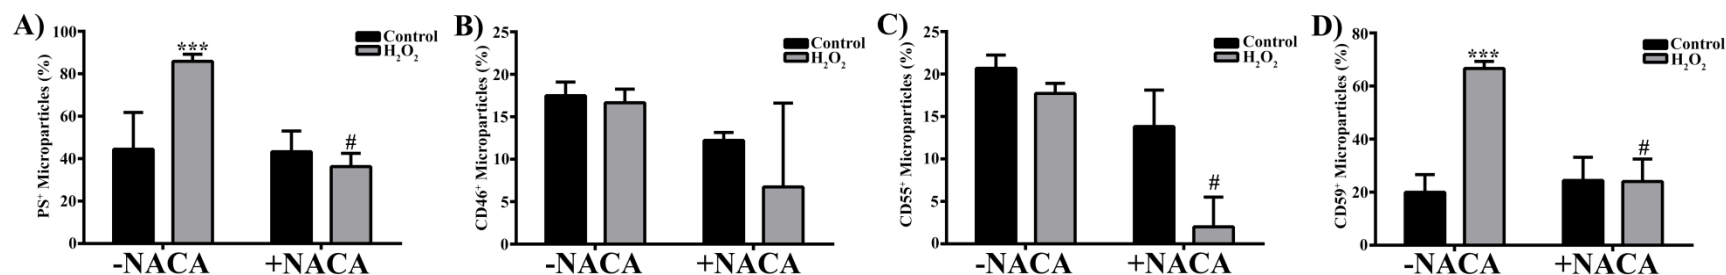 A)
PS⁺ Microparticles (%)
100
80
60
40
20
0
***
#
Control
H₂O₂
-NACA
+NACA
B)
CD46⁺ Microparticles (%)
25
20
15
10
5
0
Control
H₂O₂
-NACA
+NACA
C)
CD55⁺ Microparticles (%)
25
20
15
10
5
0
#
Control
H₂O₂
-NACA
+NACA
D)
CD59⁺ Microparticles (%)
80
60
40
20
0
***
#
Control
H₂O₂
-NACA
+NACA